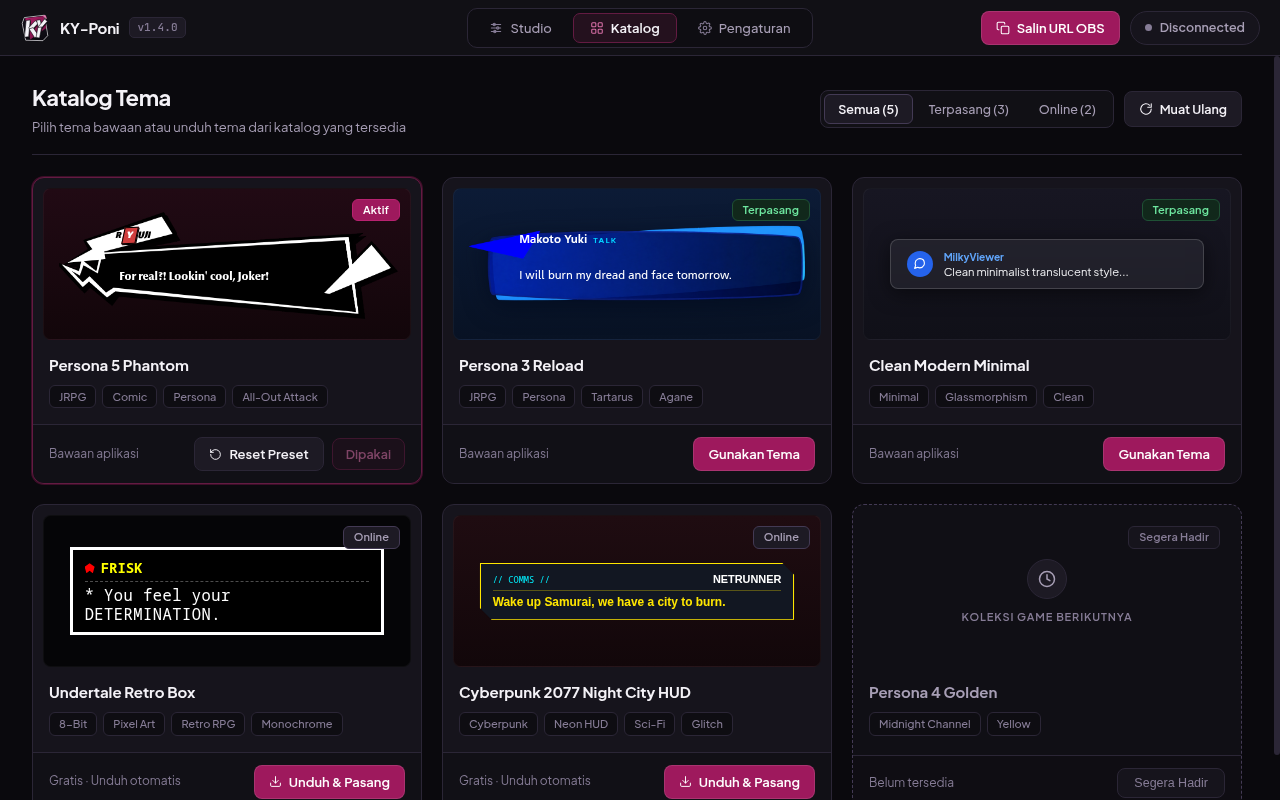 KY
KY-Poni
v1.4.0
Studio
Katalog
Pengaturan
Salin URL OBS
Disconnected
Katalog Tema
Pilih tema bawaan atau unduh tema dari katalog yang tersedia
Semua (5)
Terpasang (3)
Online (2)
Muat Ulang
Aktif
RYUN
For real?! Lookin' cool, Joker!
Persona 5 Phantom
JRPG
Comic
Persona
All-Out Attack
Bawaan aplikasi
Reset Preset
Dipakai
Terpasang
Makoto Yuki TALK
I will burn my dread and face tomorrow.
Persona 3 Reload
JRPG
Persona
Tartarus
Agane
Bawaan aplikasi
Gunakan Tema
Terpasang
MilkyViewer
Clean minimalist translucent style...
Clean Modern Minimal
Minimal
Glassmorphism
Clean
Bawaan aplikasi
Gunakan Tema
Online
FRISK
* You feel your
DETERMINATION.
Undertale Retro Box
8-Bit
Pixel Art
Retro RPG
Monochrome
Gratis · Unduh otomatis
Unduh & Pasang
Online
// COMMS //
NETRUNNER
Wake up Samurai, we have a city to burn.
Cyberpunk 2077 Night City HUD
Cyberpunk
Neon HUD
Sci-Fi
Glitch
Gratis · Unduh otomatis
Unduh & Pasang
Segera Hadir
KOLEKSI GAME BERIKUTNYA
Persona 4 Golden
Midnight Channel
Yellow
Belum tersedia
Segera Hadir